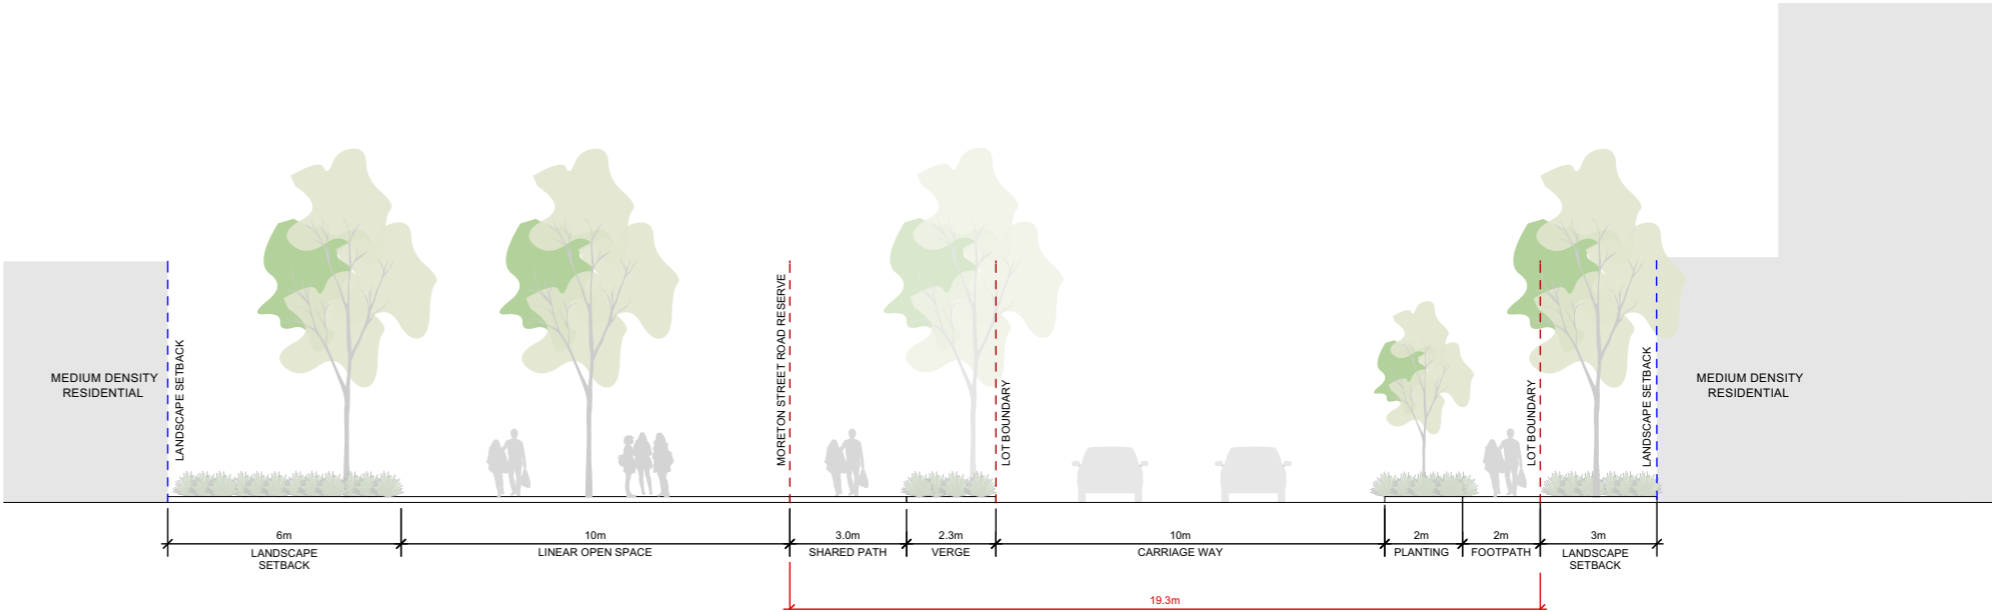 MEDIUM DENSITY
RESIDENTIAL
LANDSCAPE SETBACK
MORETON STREET ROAD RESERVE
LOT BOUNDARY
LOT BOUNDARY
LANDSCAPE SETBACK
MEDIUM DENSITY
RESIDENTIAL
6m
LANDSCAPE
SETBACK
10m
LINEAR OPEN SPACE
3.0m
SHARED PATH
2.3m
VERGE
10m
CARRIAGE WAY
2m
PLANTING
2m
FOOTPATH
3m
LANDSCAPE
SETBACK
19.3m